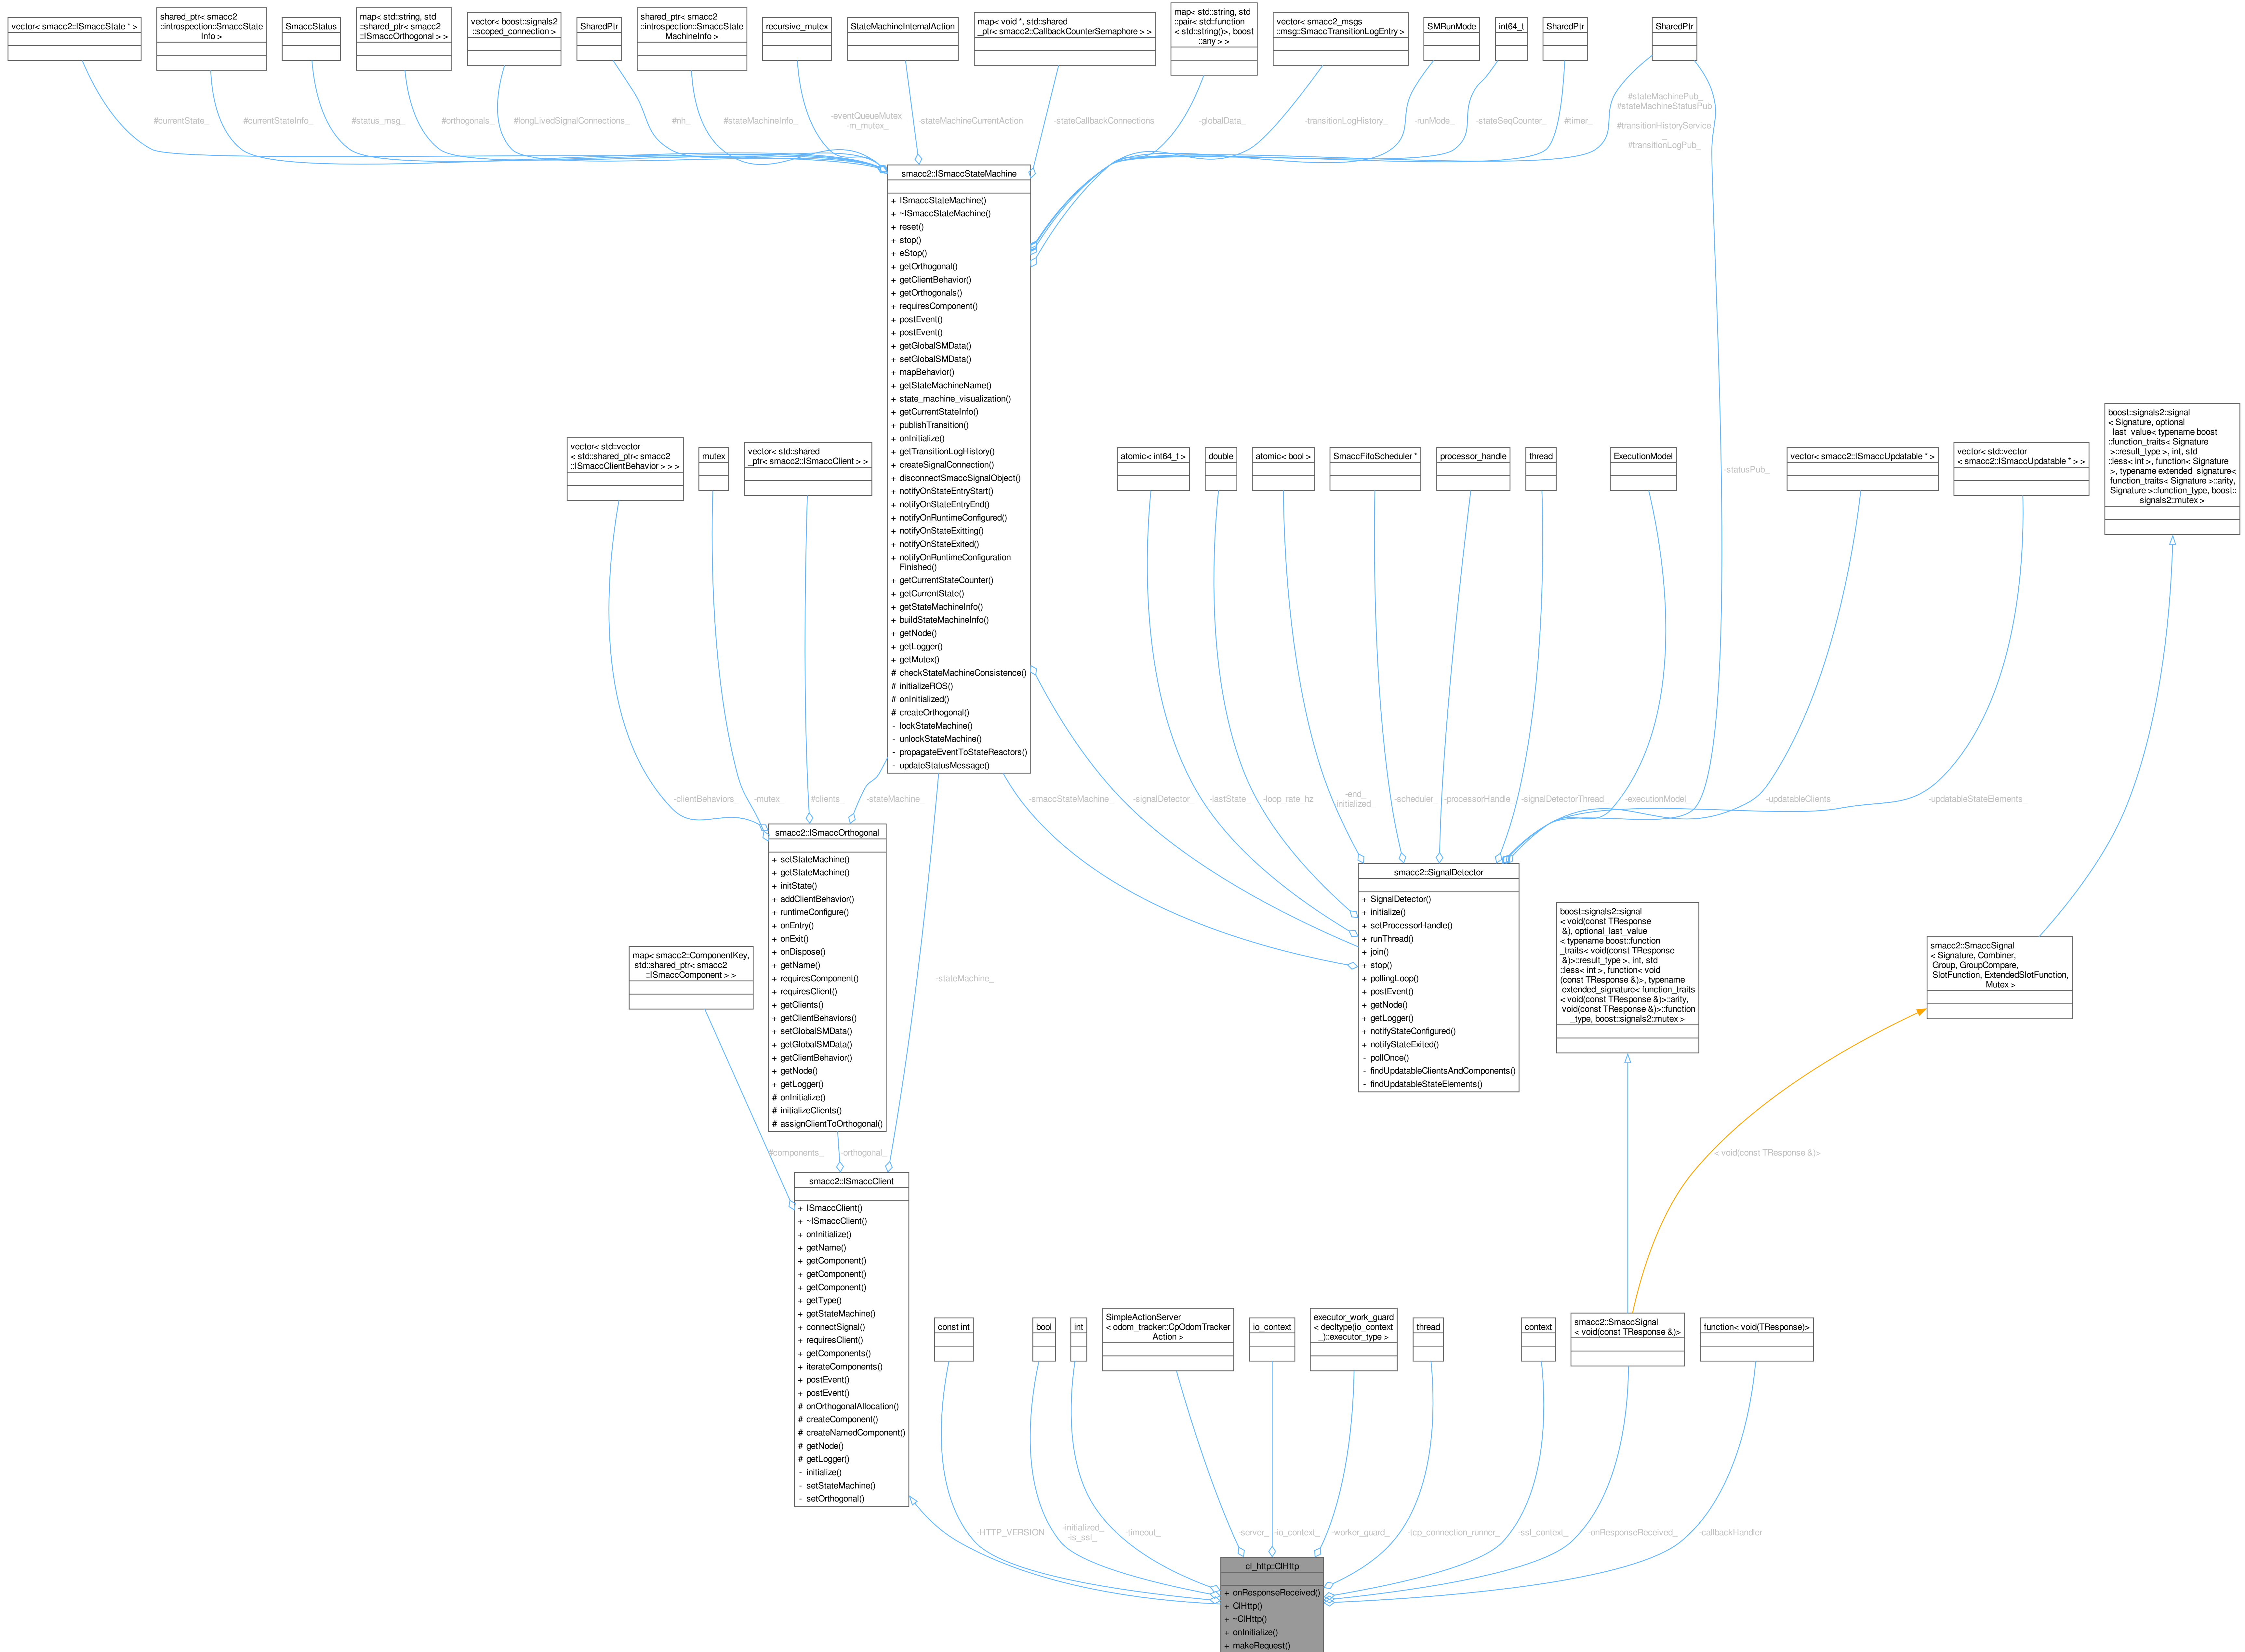 vector< smacc2::ISmaccState * >
shared_ptr< smacc2
::introspection::SmaccState
Info >
SmaccStatus
map< std::string, std
::shared_ptr< smacc2
::ISmaccOrthogonal > >
vector< boost::signals2
::scoped_connection >
SharedPtr
shared_ptr< smacc2
::introspection::SmaccState
MachineInfo >
recursive_mutex
StateMachineInternalAction
map< void *, std::shared
_ptr< smacc2::CallbackCounterSemaphore > >
map< std::string, std
::pair< std::function
< std::string()>, boost
::any > >
vector< smacc2_msgs
::msg::SmaccTransitionLogEntry >
SMRunMode
int64_t
SharedPtr
SharedPtr
#currentState_
#currentStateInfo_
#status_msg_
#orthogonals_
#longLivedSignalConnections_
#nh_
#stateMachineInfo_
-eventQueueMutex_
-m_mutex_
-stateMachineCurrentAction
-stateCallbackConnections
-globalData_
-transitionLogHistory_
-runMode_
-stateSeqCounter_
#timer_
#stateMachinePub_
#stateMachineStatusPub
_
#transitionHistoryService
_
#transitionLogPub_
smacc2::ISmaccStateMachine
+ ISmaccStateMachine()
+ ~ISmaccStateMachine()
+ reset()
+ stop()
+ eStop()
+ getOrthogonal()
+ getClientBehavior()
+ getOrthogonals()
+ requiresComponent()
+ postEvent()
+ postEvent()
+ getGlobalSMData()
+ setGlobalSMData()
+ mapBehavior()
+ getStateMachineName()
+ state_machine_visualization()
+ getCurrentStateInfo()
+ publishTransition()
+ onInitialize()
+ getTransitionLogHistory()
+ createSignalConnection()
+ disconnectSmaccSignalObject()
+ notifyOnStateEntryStart()
+ notifyOnStateEntryEnd()
+ notifyOnRuntimeConfigured()
+ notifyOnStateExitting()
+ notifyOnStateExited()
+ notifyOnRuntimeConfiguration
Finished()
+ getCurrentStateCounter()
+ getCurrentState()
+ getStateMachineInfo()
+ buildStateMachineInfo()
+ getNode()
+ getLogger()
+ getMutex()
# checkStateMachineConsistence()
# initializeROS()
# onInitialized()
# createOrthogonal()
- lockStateMachine()
- unlockStateMachine()
- propagateEventToStateReactors()
- updateStatusMessage()
boost::signals2::signal
< Signature, optional
_last_value< typename boost
::function_traits< Signature
>::result_type >, int, std
::less< int >, function< Signature
>, typename extended_signature<
function_traits< Signature >::arity,
Signature >::function_type, boost::
signals2::mutex >
vector< std::vector
< std::shared_ptr< smacc2
::ISmaccClientBehavior > > >
mutex
vector< std::shared
_ptr< smacc2::ISmaccClient > >
atomic< int64_t >
double
atomic< bool >
SmaccFifoScheduler *
processor_handle
thread
ExecutionModel
-statusPub_
vector< smacc2::ISmaccUpdatable * >
vector< std::vector
< smacc2::ISmaccUpdatable * > >
-clientBehaviors_
-mutex_
#clients_
-stateMachine_
-smaccStateMachine_
-signalDetector_
-lastState_
-loop_rate_hz
-end_
-initialized_
-scheduler_
-processorHandle_
-signalDetectorThread_
-executionModel_
-updatableClients_
-updatableStateElements_
smacc2::ISmaccOrthogonal
+ setStateMachine()
+ getStateMachine()
+ initState()
+ addClientBehavior()
+ runtimeConfigure()
+ onEntry()
+ onExit()
+ onDispose()
+ getName()
+ requiresComponent()
+ requiresClient()
+ getClients()
+ getClientBehaviors()
+ setGlobalSMData()
+ getGlobalSMData()
+ getClientBehavior()
+ getNode()
+ getLogger()
# onInitialize()
# initializeClients()
# assignClientToOrthogonal()
smacc2::SignalDetector
+ SignalDetector()
+ initialize()
+ setProcessorHandle()
+ runThread()
+ join()
+ stop()
+ pollingLoop()
+ postEvent()
+ getNode()
+ getLogger()
+ notifyStateConfigured()
+ notifyStateExited()
- pollOnce()
- findUpdatableClientsAndComponents()
- findUpdatableStateElements()
boost::signals2::signal
< void(const TResponse
&), optional_last_value
< typename boost::function
_traits< void(const TResponse
&)>::result_type >, int, std
::less< int >, function< void
(const TResponse &)>, typename
extended_signature< function_traits
< void(const TResponse &)>::arity,
void(const TResponse &)>::function
_type, boost::signals2::mutex >
smacc2::SmaccSignal
< Signature, Combiner,
Group, GroupCompare,
SlotFunction, ExtendedSlotFunction,
Mutex >
map< smacc2::ComponentKey,
std::shared_ptr< smacc2
::ISmaccComponent > >
-stateMachine_
#components_
-orthogonal_
< void(const TResponse &)>
smacc2::ISmaccClient
+ ISmaccClient()
+ ~ISmaccClient()
+ onInitialize()
+ getName()
+ getComponent()
+ getComponent()
+ getComponent()
+ getType()
+ getStateMachine()
+ connectSignal()
+ requiresClient()
+ getComponents()
+ iterateComponents()
+ postEvent()
+ postEvent()
# onOrthogonalAllocation()
# createComponent()
# createNamedComponent()
# getNode()
# getLogger()
- initialize()
- setStateMachine()
- setOrthogonal()
const int
bool
int
SimpleActionServer
< odom_tracker::CpOdomTracker
Action >
io_context
executor_work_guard
< decltype(io_context
_)::executor_type >
thread
context
smacc2::SmaccSignal
< void(const TResponse &)>
function< void(TResponse)>
-HTTP_VERSION
-initialized_
-is_ssl_
-timeout_
-server_
-io_context_
-worker_guard_
-tcp_connection_runner_
-ssl_context_
-onResponseReceived_
-callbackHandler
cl_http::ClHttp
+ onResponseReceived()
+ ClHttp()
+ ~ClHttp()
+ onInitialize()
+ makeRequest()